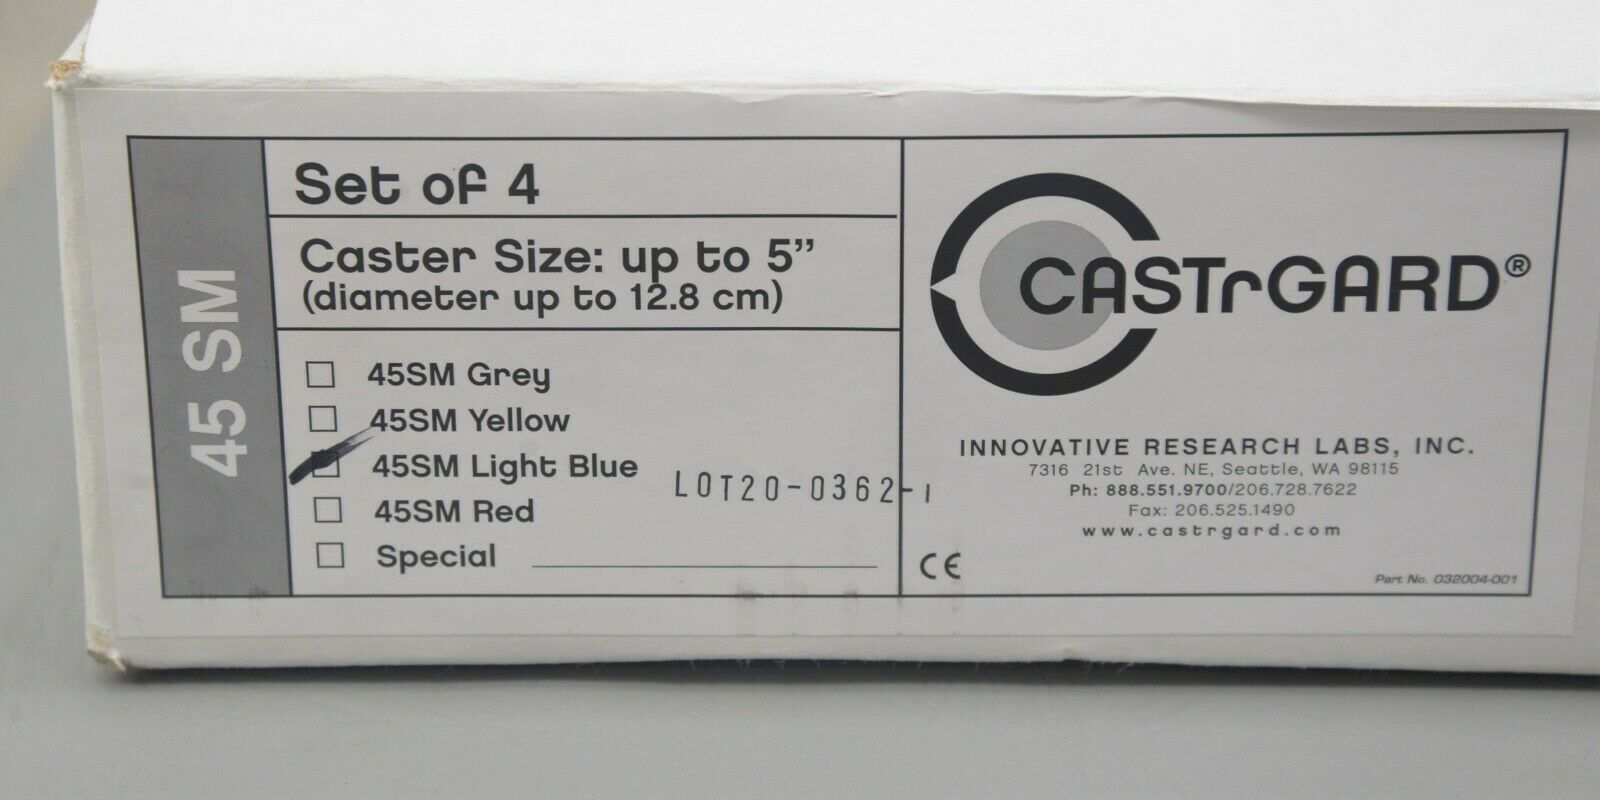 45 SM
Set of 4
Caster Size: up to 5”
(diameter up to 12.8 cm)
45SM Grey
45SM Yellow
45SM Light Blue
45SM Red
Special
LOT20-0362-1
CASTrGARD®
INNOVATIVE RESEARCH LABS, INC.
7316 21st Ave. NE, Seattle, WA 98115
Ph: 888.551.9700/206.728.7622
Fax: 206.525.1490
www.castrgard.com
CE
Part No. 032004-001